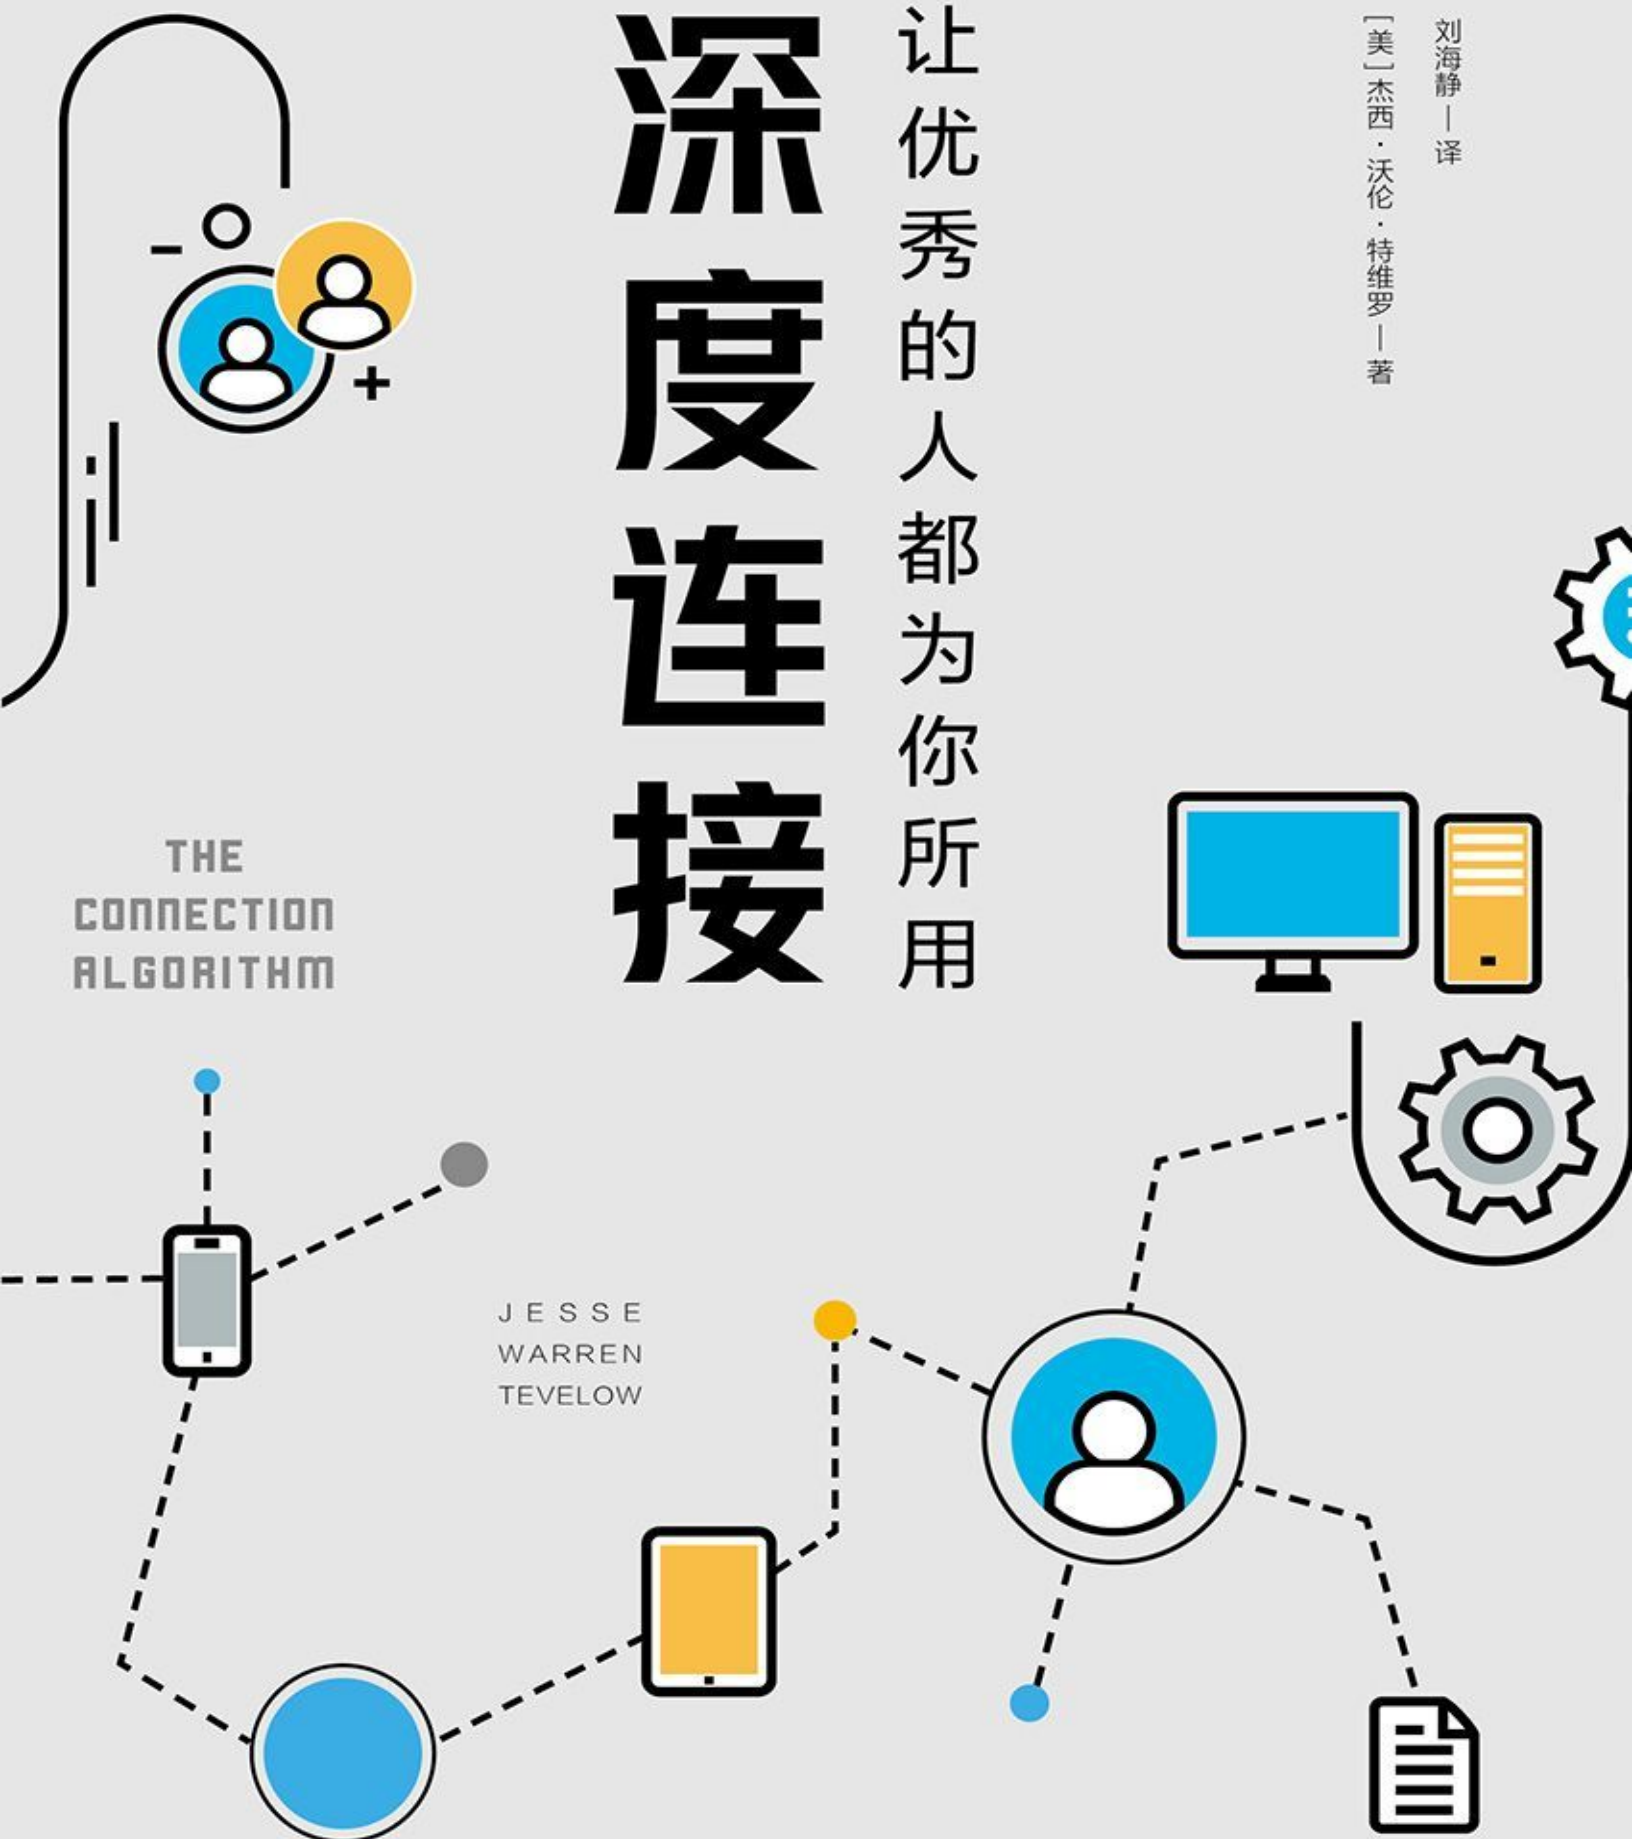 深度连接
让优秀的人都为你所用
[美]杰西·沃伦·特维罗—著
刘海静—译
THE
CONNECTION
ALGORITHM
JESSE
WARREN
TEVELOW